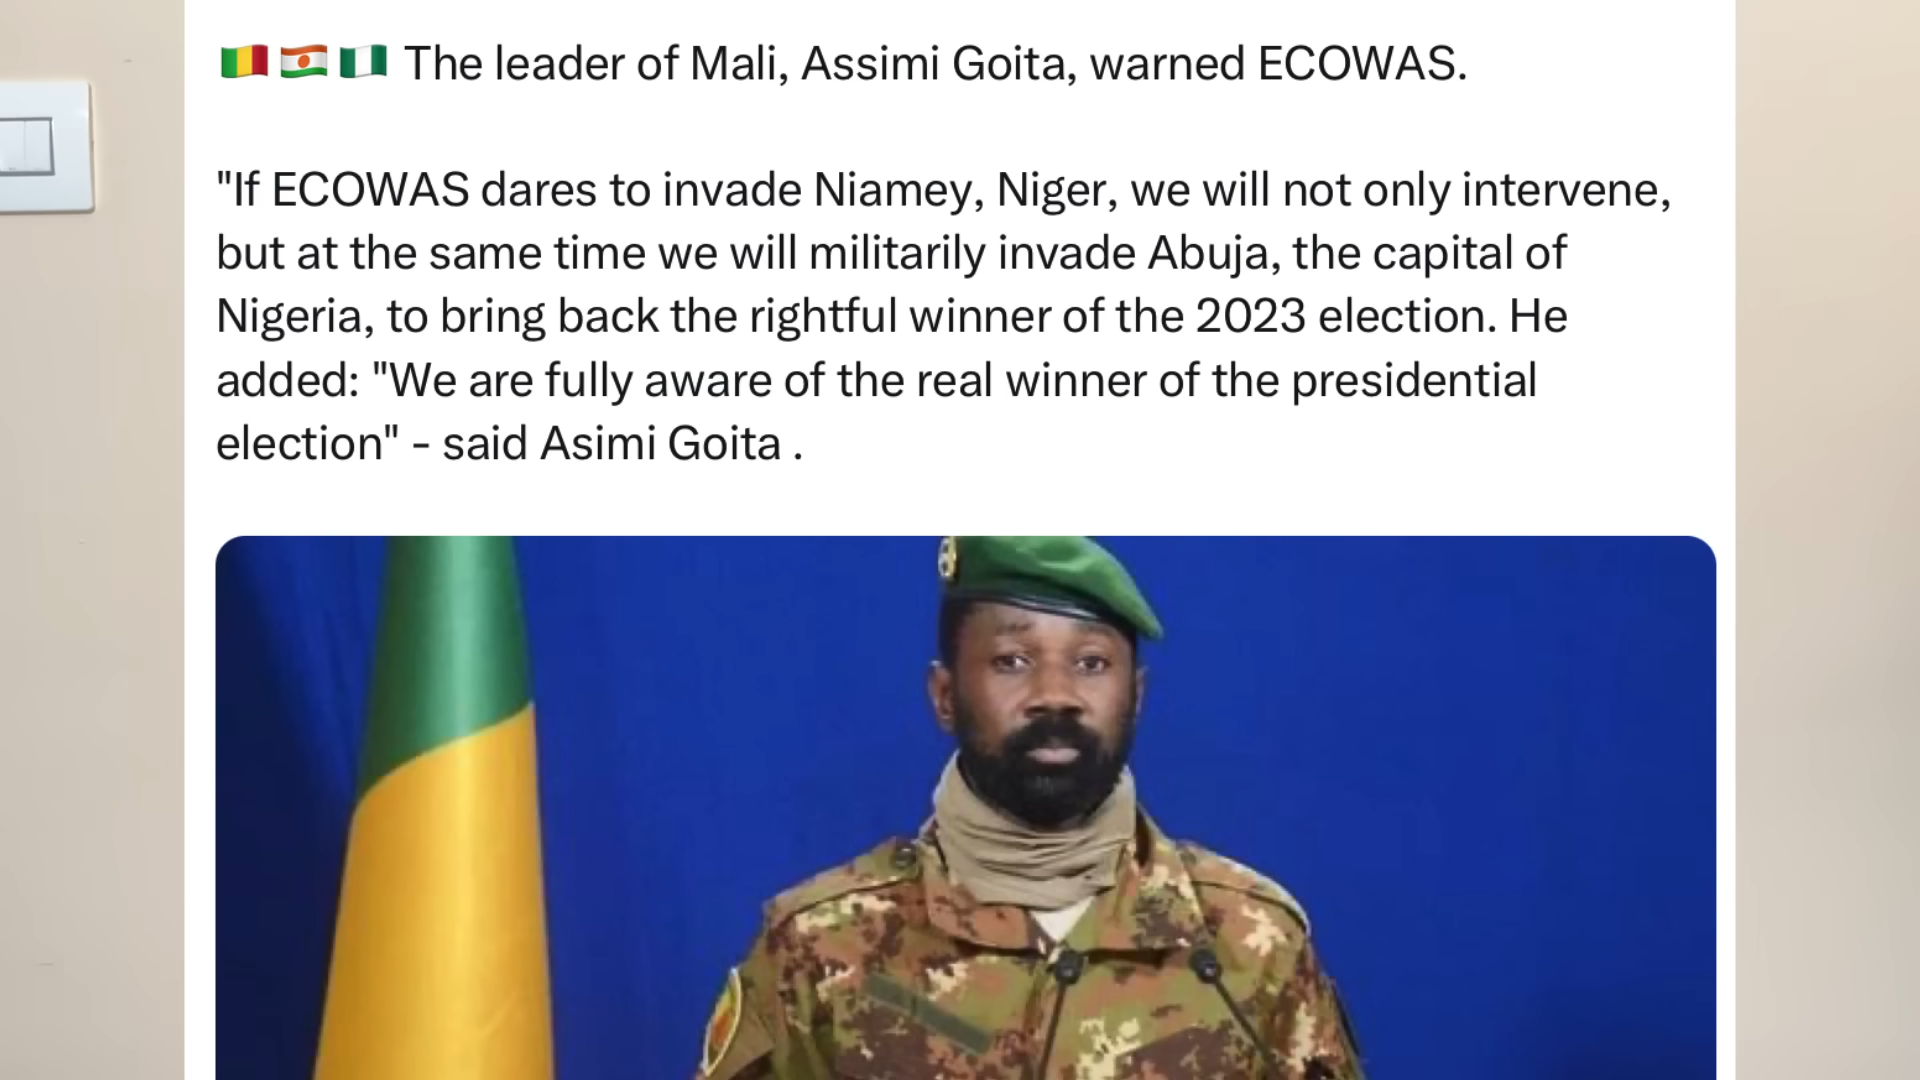 🇲🇱🇳🇪🇳🇬 The leader of Mali, Assimi Goita, warned ECOWAS.
"If ECOWAS dares to invade Niamey, Niger, we will not only intervene,
but at the same time we will militarily invade Abuja, the capital of
Nigeria, to bring back the rightful winner of the 2023 election. He
added: "We are fully aware of the real winner of the presidential
election" - said Asimi Goita .